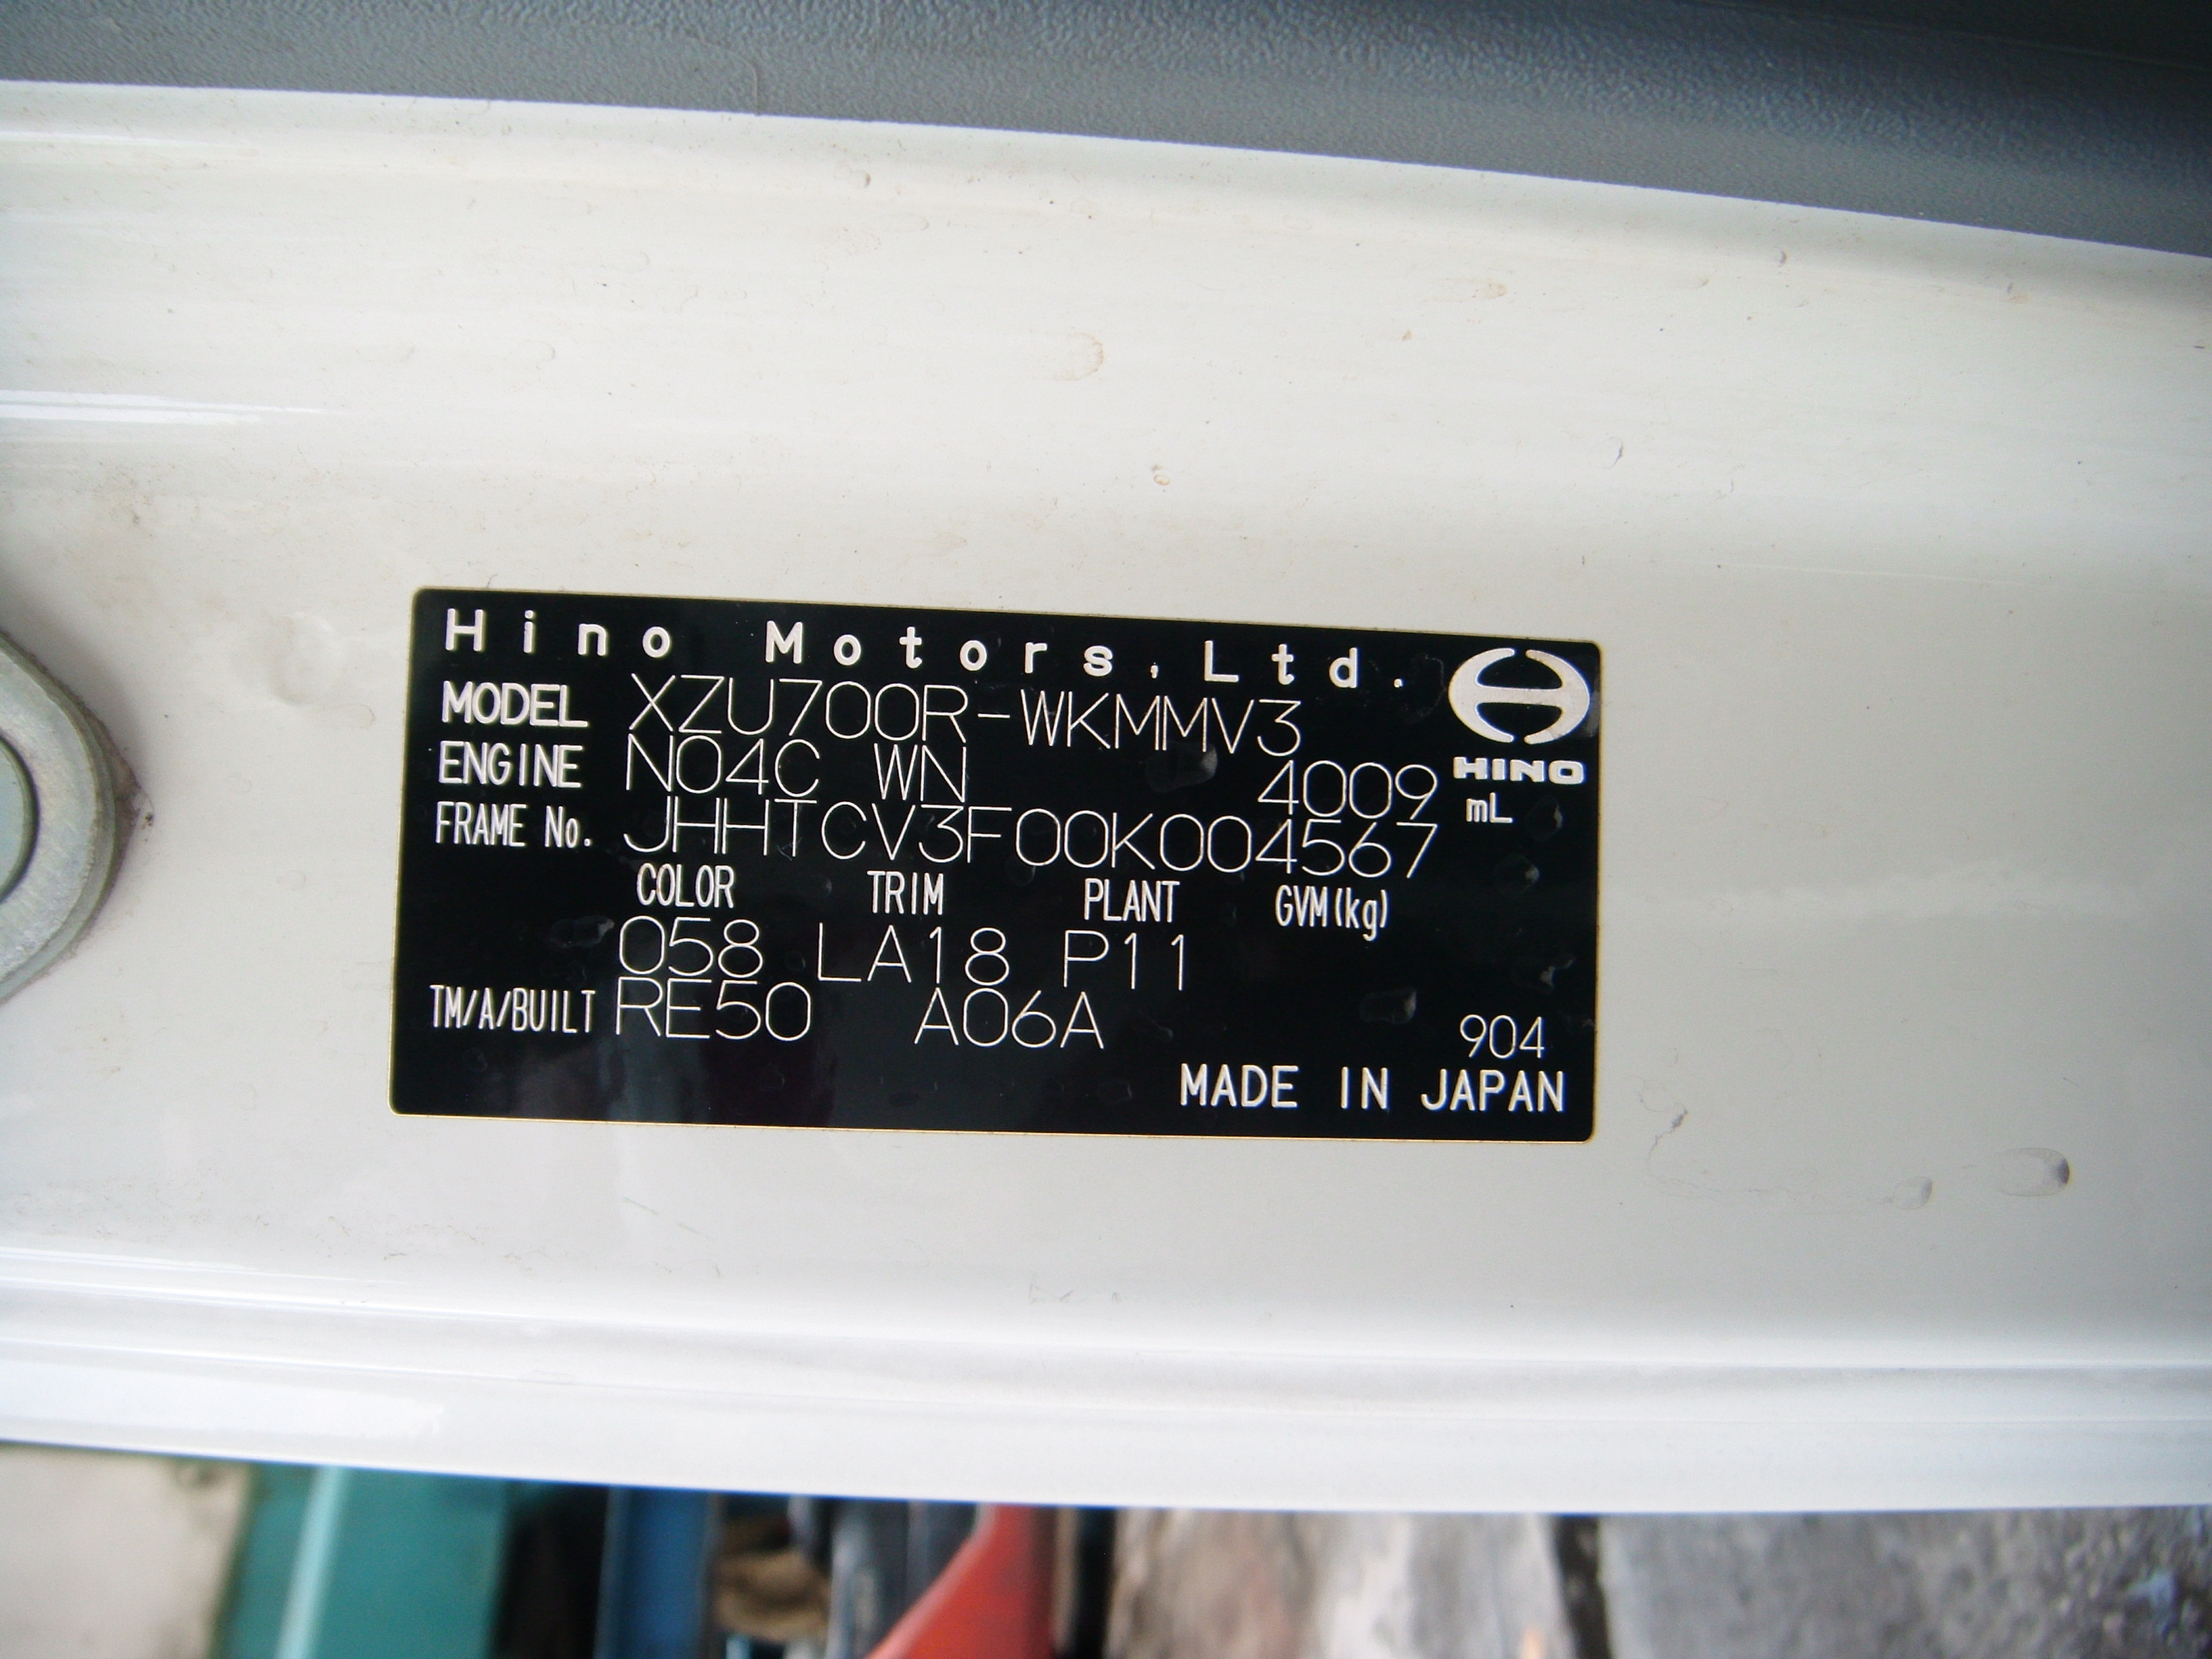 Hino Motors,Ltd.
MODEL XZU700R-WKMMV3
ENGINE N04C WN 4009 mL
HINO
FRAME No. JHHTCV3F00K004567
COLOR TRIM PLANT GVM(kg)
058 LA18 P11
TM/A/BUILT RE50 A06A 904
MADE IN JAPAN